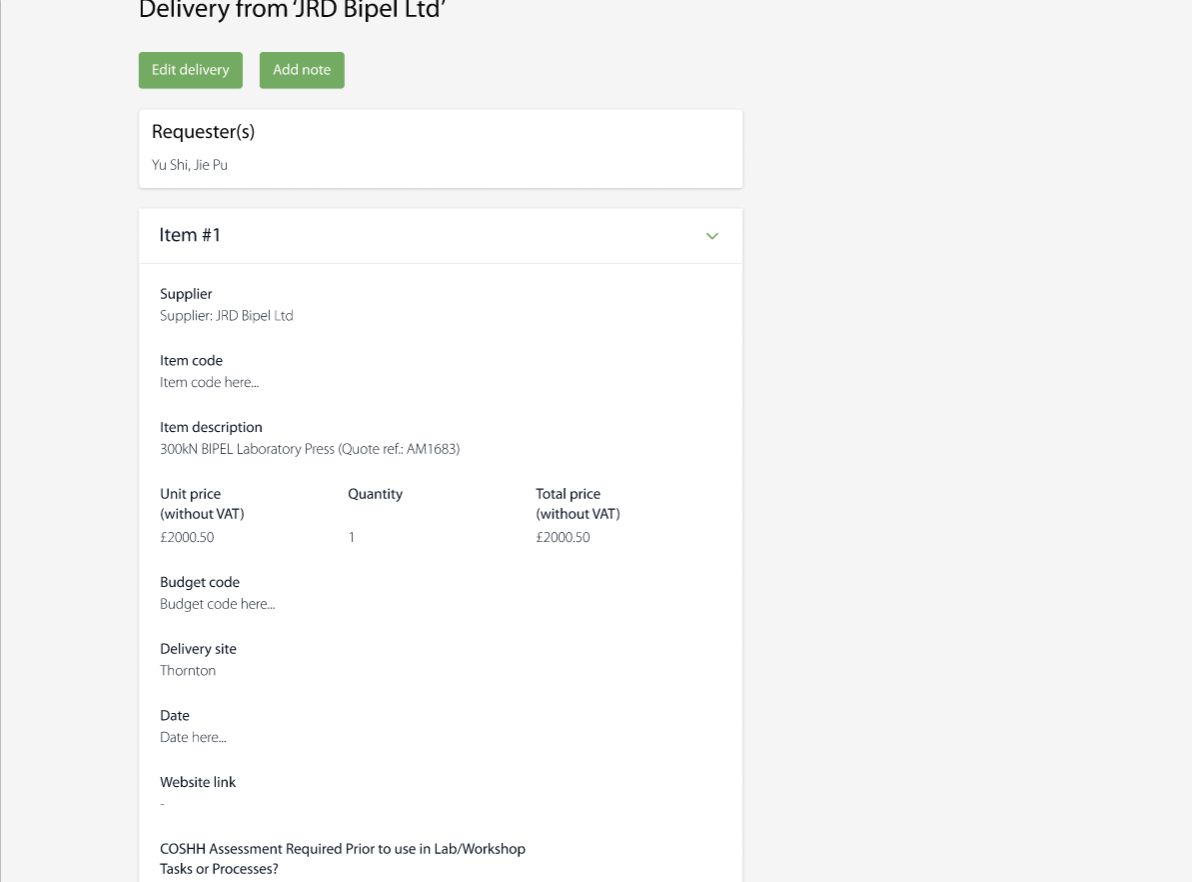 Delivery from ‘JRD Bipel Ltd’
Edit delivery
Add note
Requester(s)
Yu Shi, Jie Pu
Item #1
Supplier
Supplier: JRD Bipel Ltd
Item code
Item code here...
Item description
300kN BIPEL Laboratory Press (Quote ref.: AM1683)
Unit price
(without VAT)
£2000.50
Quantity
1
Total price
(without VAT)
£2000.50
Budget code
Budget code here...
Delivery site
Thornton
Date
Date here...
Website link
-
COSHH Assessment Required Prior to use in Lab/Workshop
Tasks or Processes?